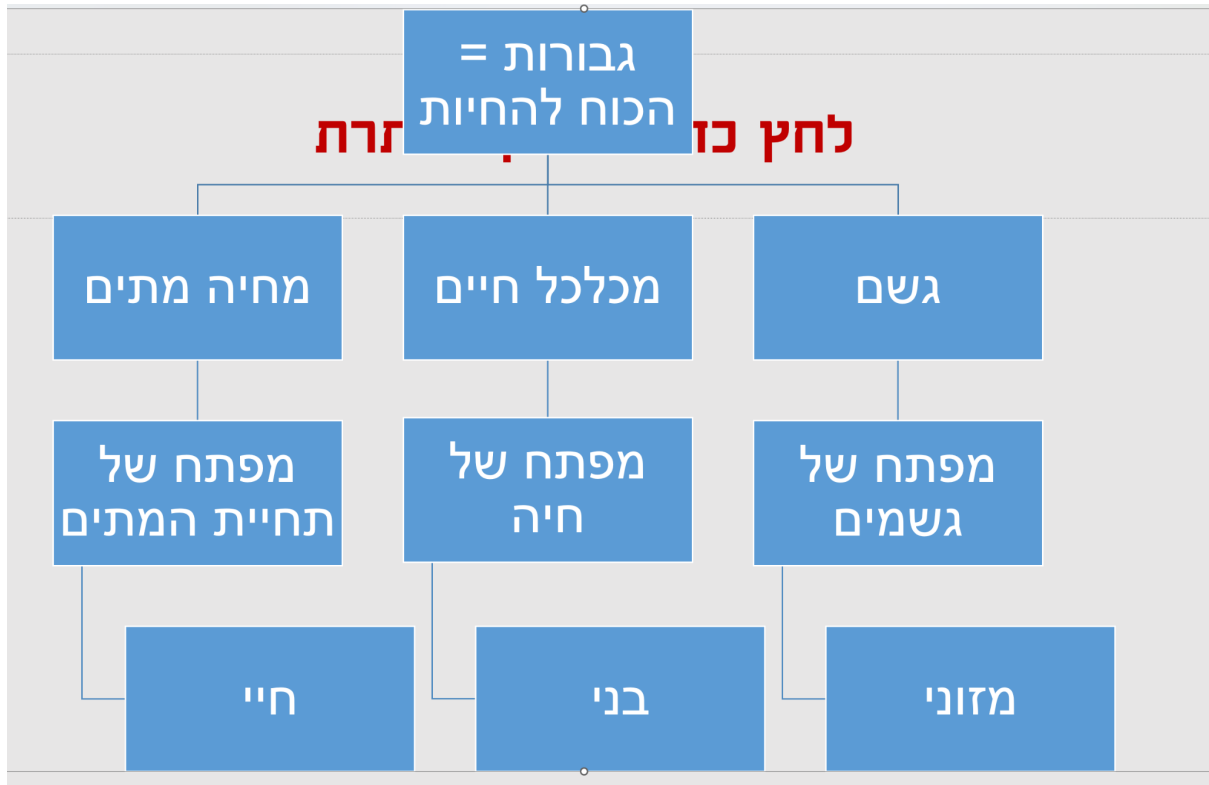 גבורות =
הכוח להחיות
לחץ כד תרת
גשם
מכלכל חיים
מחיה מתים
מפתח של
גשמים
מפתח של
חיה
מפתח של
תחיית המתים
מזוני
בני
חיי